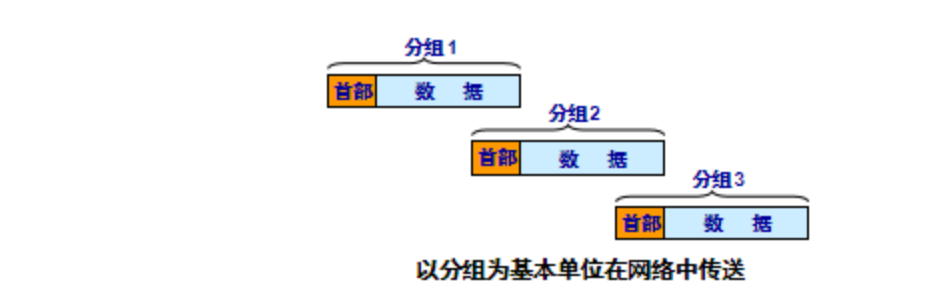 分组1
首部 数 据
分组2
首部 数 据
分组3
首部 数 据
以分组为基本单位在网络中传送